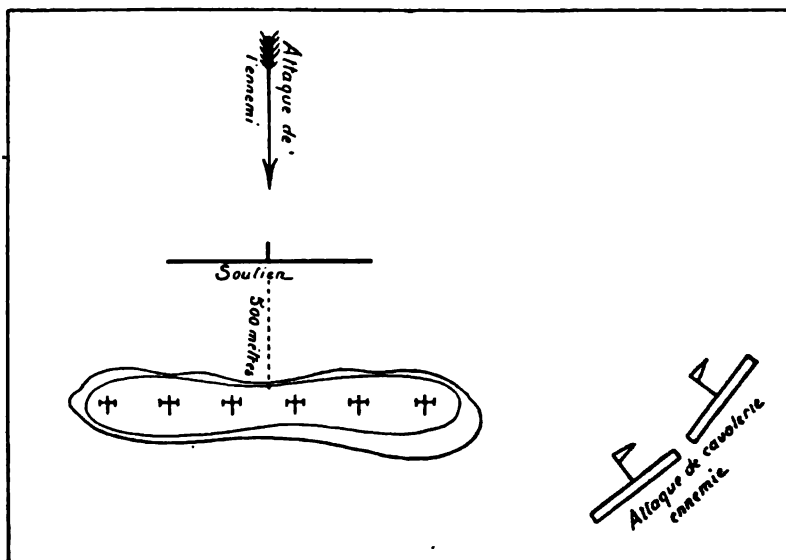 Attaque de
l'ennemi
Soutien
500 mètres
Attaque de cavalerie
ennemie